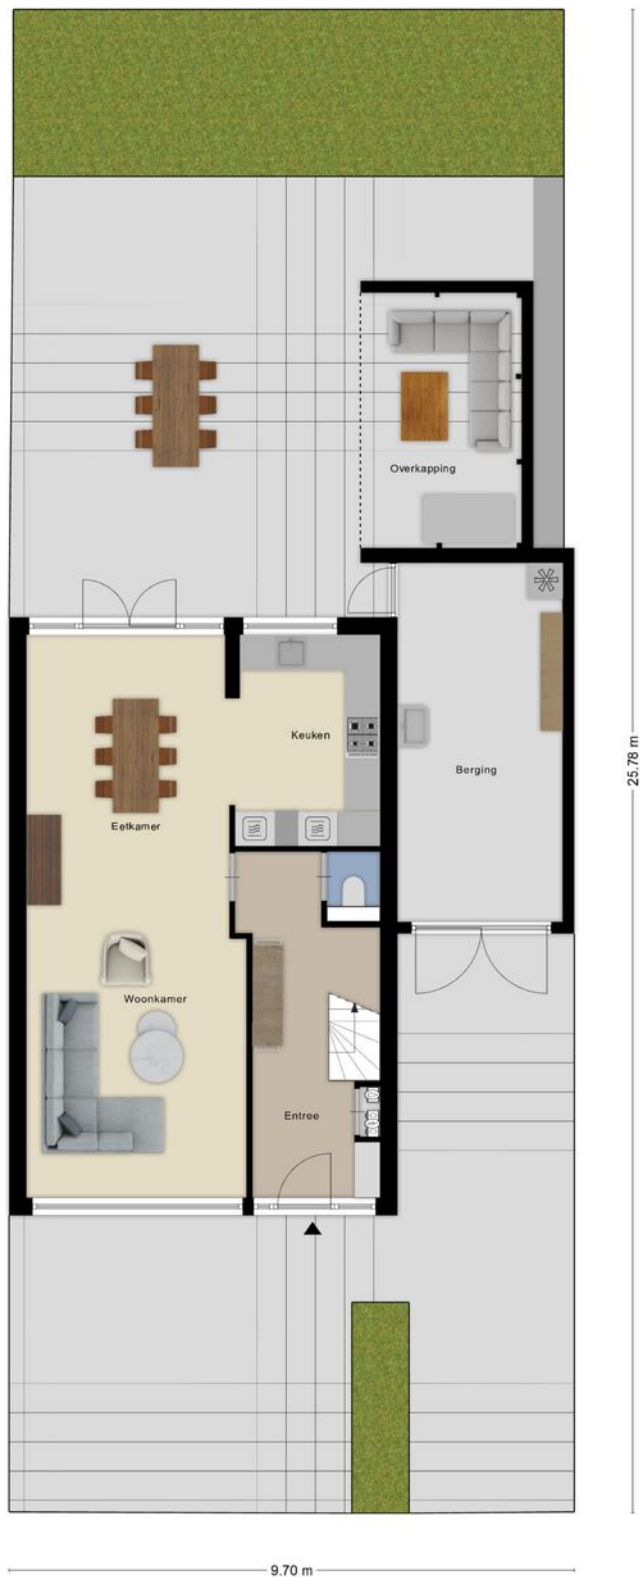 Overkapping
Keuken
25.78 m
Berging
Eetkamer
Woonkamer
Entree
9.70 m